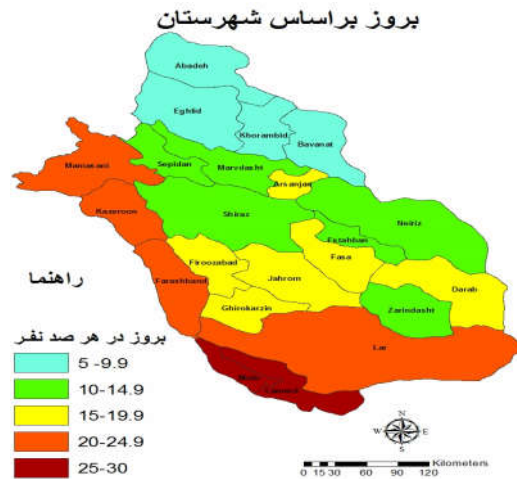 بروز براساس شهرستان
Abadeh
Eghlid
Khorambid
Bavanat
Mamasani
Sepidan
Marvdasht
Arsanjan
Kazeroon
Shiraz
Neiriz
Estahban
Firoozabad
Fasa
Farashband
Jahrom
Darab
Ghirokarzin
Zarindasht
Lar
راهنما
بروز در هر صد نفر
5 -9.9
10-14.9
15-19.9
20-24.9
25-30
N
W
E
S
Kilometers
0 15 30 60 90 120